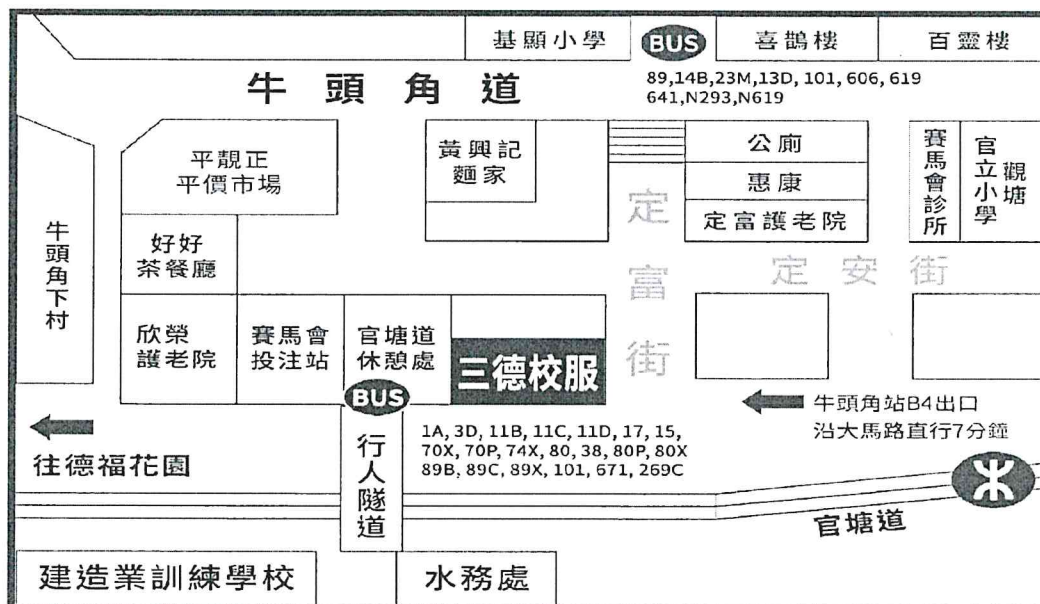 基顯小學
BUS
喜鵲樓
百靈樓
牛頭角道
89,14B,23M,13D, 101, 606, 619
641,N293,N619
平靚正
平價市場
黃興記
麵家
公廁
惠康
定富護老院
賽馬會診所
官立小學
觀塘
定富街
定安街
牛頭角下村
好好
茶餐廳
欣榮
護老院
賽馬會
投注站
官塘道
休憩處
三德校服
BUS
牛頭角站B4出口
沿大馬路直行7分鐘
1A, 3D, 11B, 11C, 11D, 17, 15,
70X, 70P, 74X, 80, 38, 80P, 80X
89B, 89C, 89X, 101, 671, 269C
往德福花園
行人隧道
官塘道
建造業訓練學校
水務處